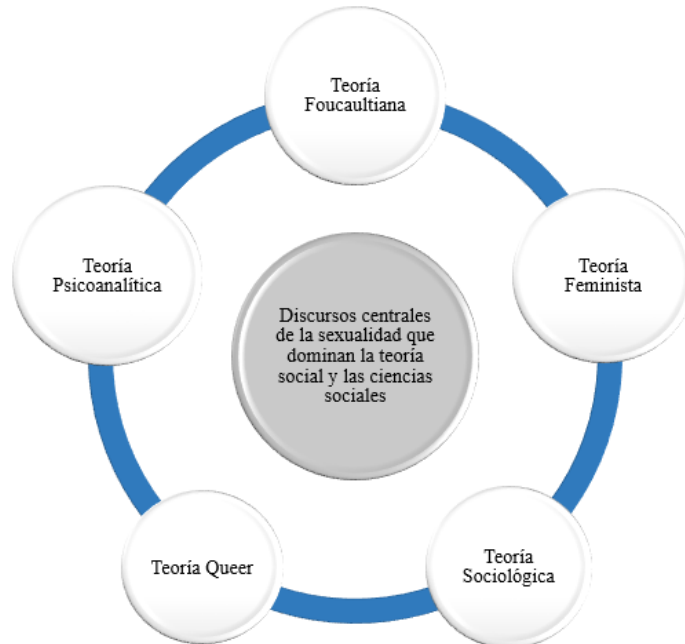 Teoría
Foucaultiana
Teoría
Psicoanalítica
Teoría
Feminista
Discursos centrales
de la sexualidad que
dominan la teoría
social y las ciencias
sociales
Teoría Queer
Teoría
Sociológica